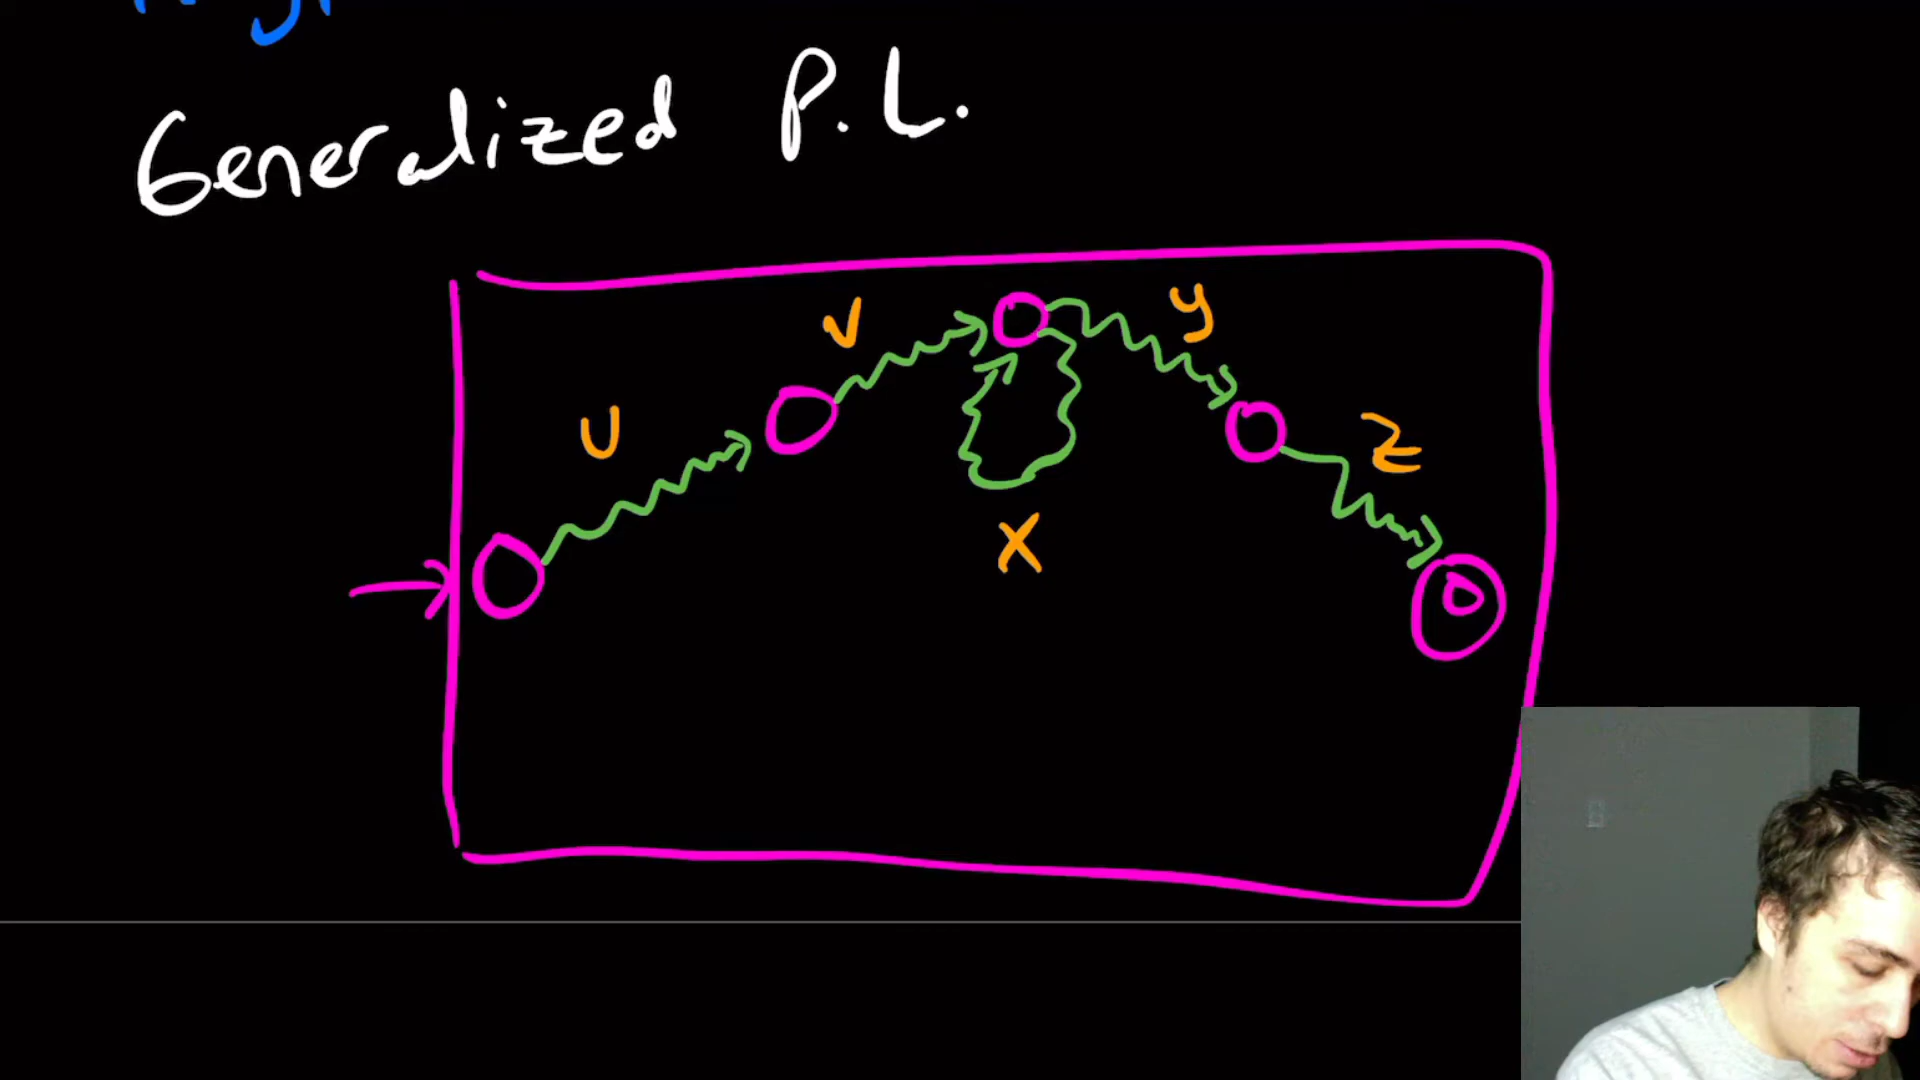 Generalized P.L.
V
y
U
Z
X